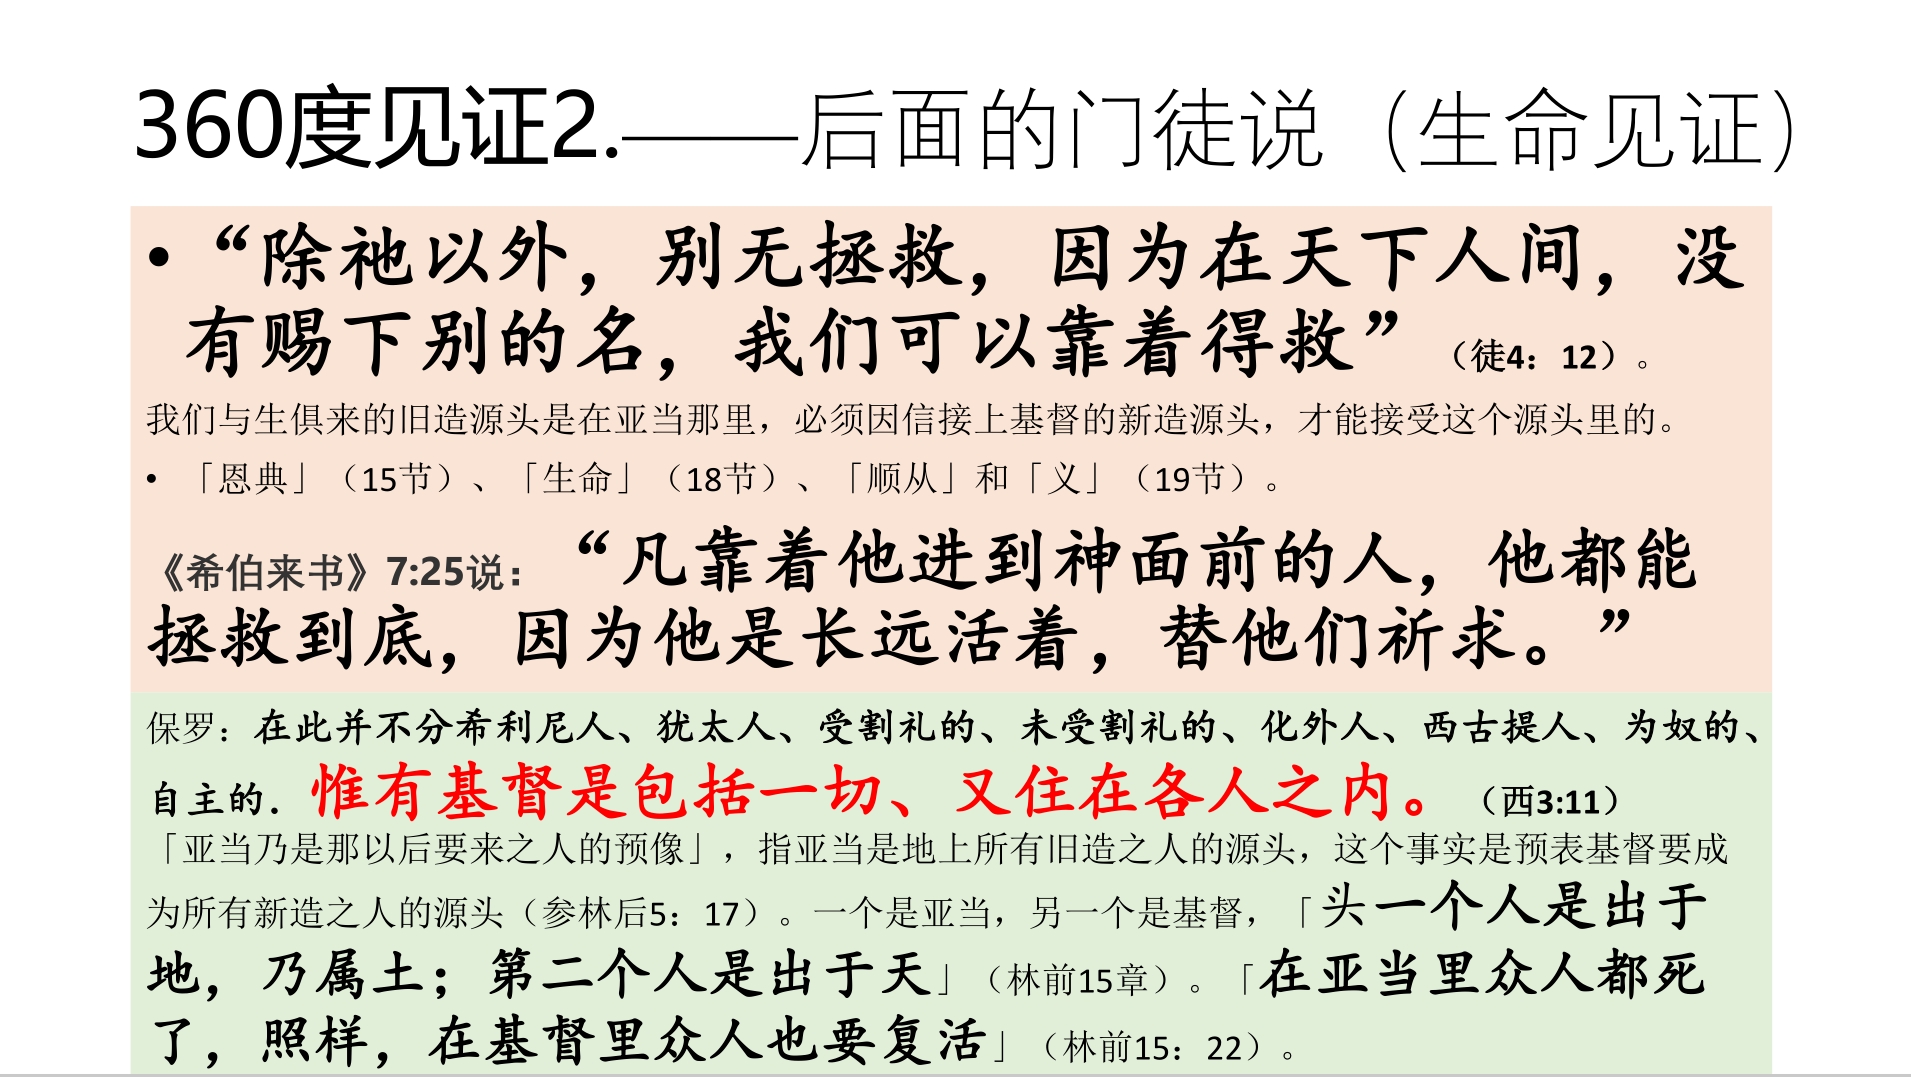 360度见证2.——后面的门徒说（生命见证）
• “除祂以外，别无拯救，因为在天下人间，没
有赐下别的名，我们可以靠着得救”（徒4：12）。
我们与生俱来的旧造源头是在亚当那里，必须因信接上基督的新造源头，才能接受这个源头里的。
• 「恩典」（15节）、「生命」（18节）、「顺从」和「义」（19节）。
《希伯来书》7:25说：“凡靠着他进到神面前的人，他都能
拯救到底，因为他是长远活着，替他们祈求。”
保罗：在此并不分希利尼人、犹太人、受割礼的、未受割礼的、化外人、西古提人、为奴的、
自主的．惟有基督是包括一切、又住在各人之内。（西3:11）
「亚当乃是那以后要来之人的预像」，指亚当是地上所有旧造之人的源头，这个事实是预表基督要成
为所有新造之人的源头（参林后5：17）。一个是亚当，另一个是基督，「头一个人是出于
地，乃属土；第二个人是出于天」（林前15章）。「在亚当里众人都死
了，照样，在基督里众人也要复活」（林前15：22）。